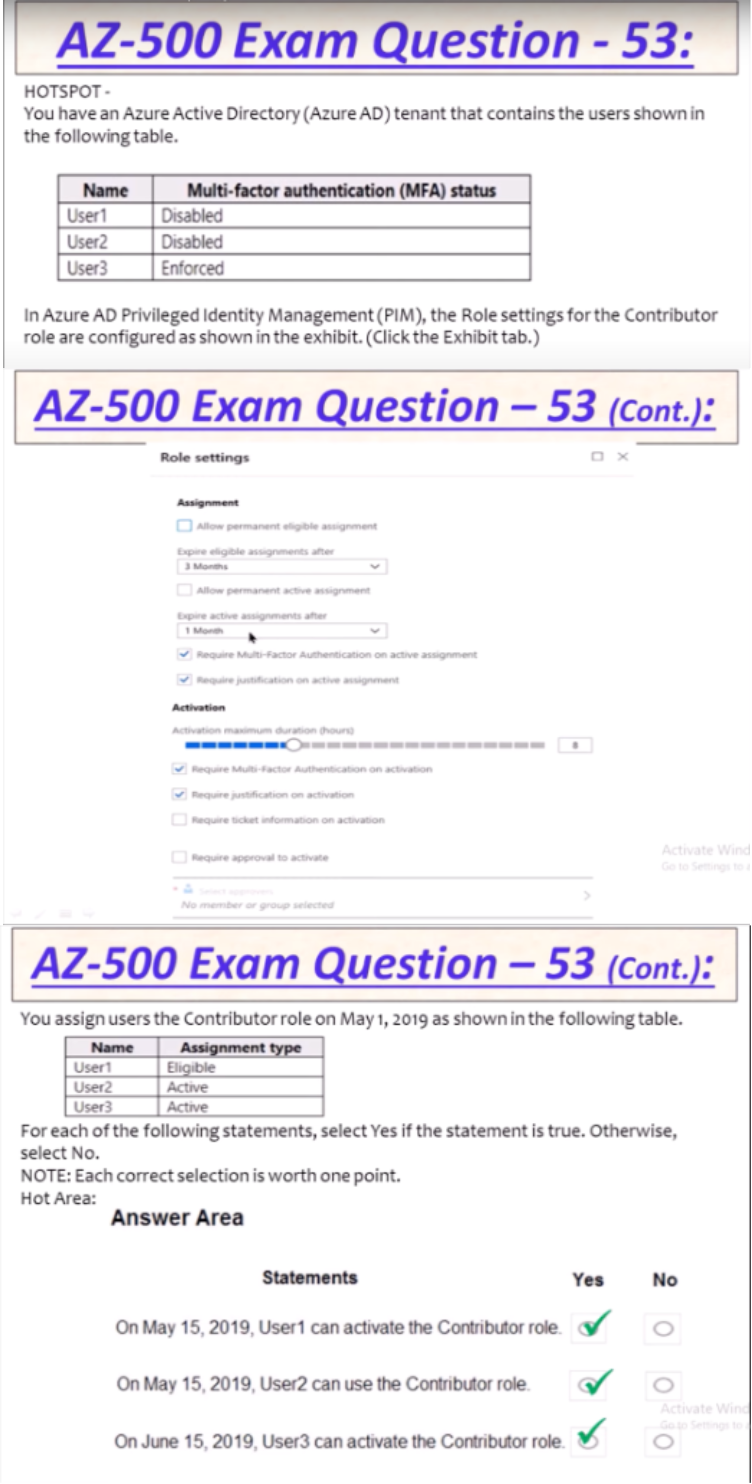 AZ-500 Exam Question - 53:
HOTSPOT -
You have an Azure Active Directory (Azure AD) tenant that contains the users shown in
the following table.
Name Multi-factor authentication (MFA) status
User1 Disabled
User2 Disabled
User3 Enforced
In Azure AD Privileged Identity Management (PIM), the Role settings for the Contributor
role are configured as shown in the exhibit. (Click the Exhibit tab.)
AZ-500 Exam Question – 53 (Cont.):
Role settings
Assignment
Allow permanent eligible assignment
Expire eligible assignments after
3 Months
Allow permanent active assignment
Expire active assignments after
1 Month
Require Multi-Factor Authentication on active assignment
Require justification on active assignment
Activation
Activation maximum duration (hours)
8
Require Multi-Factor Authentication on activation
Require justification on activation
Require ticket information on activation
Require approval to activate
Activate Wind
Go to Settings to a
* Select approvers
No member or group selected
AZ-500 Exam Question – 53 (Cont.):
You assign users the Contributor role on May 1, 2019 as shown in the following table.
Name Assignment type
User1 Eligible
User2 Active
User3 Active
For each of the following statements, select Yes if the statement is true. Otherwise,
select No.
NOTE: Each correct selection is worth one point.
Hot Area:
Answer Area
Statements Yes No
On May 15, 2019, User1 can activate the Contributor role.
On May 15, 2019, User2 can use the Contributor role.
Activate Wind
Go to Settings to a
On June 15, 2019, User3 can activate the Contributor role.